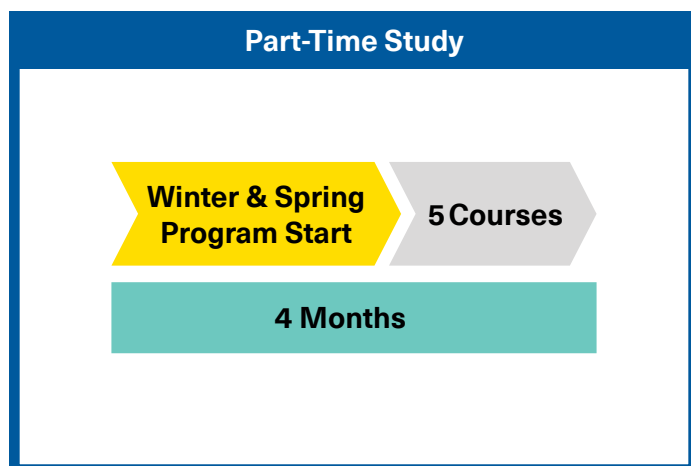 Part-Time Study
Winter & Spring
Program Start
5 Courses
4 Months